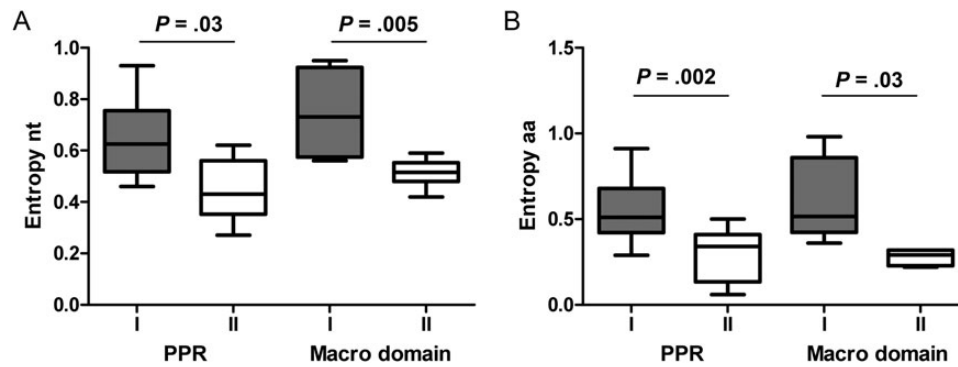 A
P = .03
P = .005
Entropy nt
1.0
0.8
0.6
0.4
0.2
0.0
I
II
I
II
PPR
Macro domain
B
P = .002
P = .03
Entropy aa
1.5
1.0
0.5
0.0
I
II
I
II
PPR
Macro domain